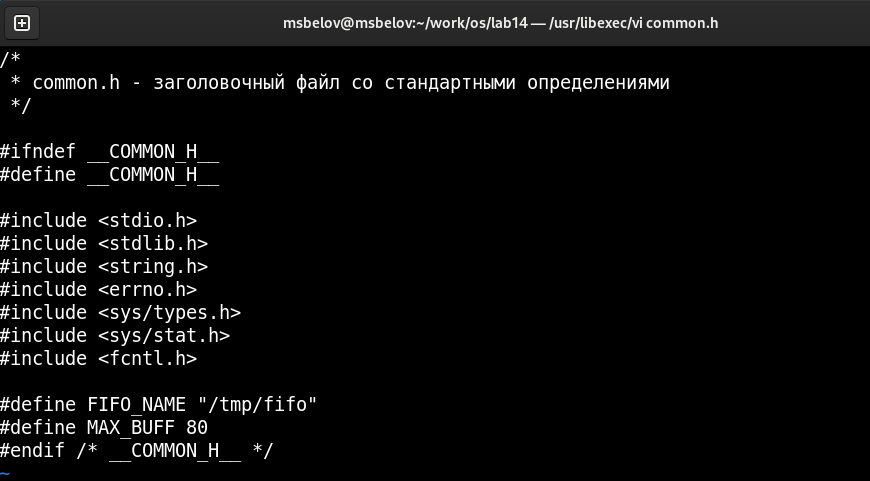 msbelov@msbelov:~/work/os/lab14 — /usr/libexec/vi common.h
/*
 * common.h - заголовочный файл со стандартными определениями
 */
#ifndef __COMMON_H__
#define __COMMON_H__
#include <stdio.h>
#include <stdlib.h>
#include <string.h>
#include <errno.h>
#include <sys/types.h>
#include <sys/stat.h>
#include <fcntl.h>
#define FIFO_NAME "/tmp/fifo"
#define MAX_BUFF 80
#endif /* __COMMON_H__ */
~